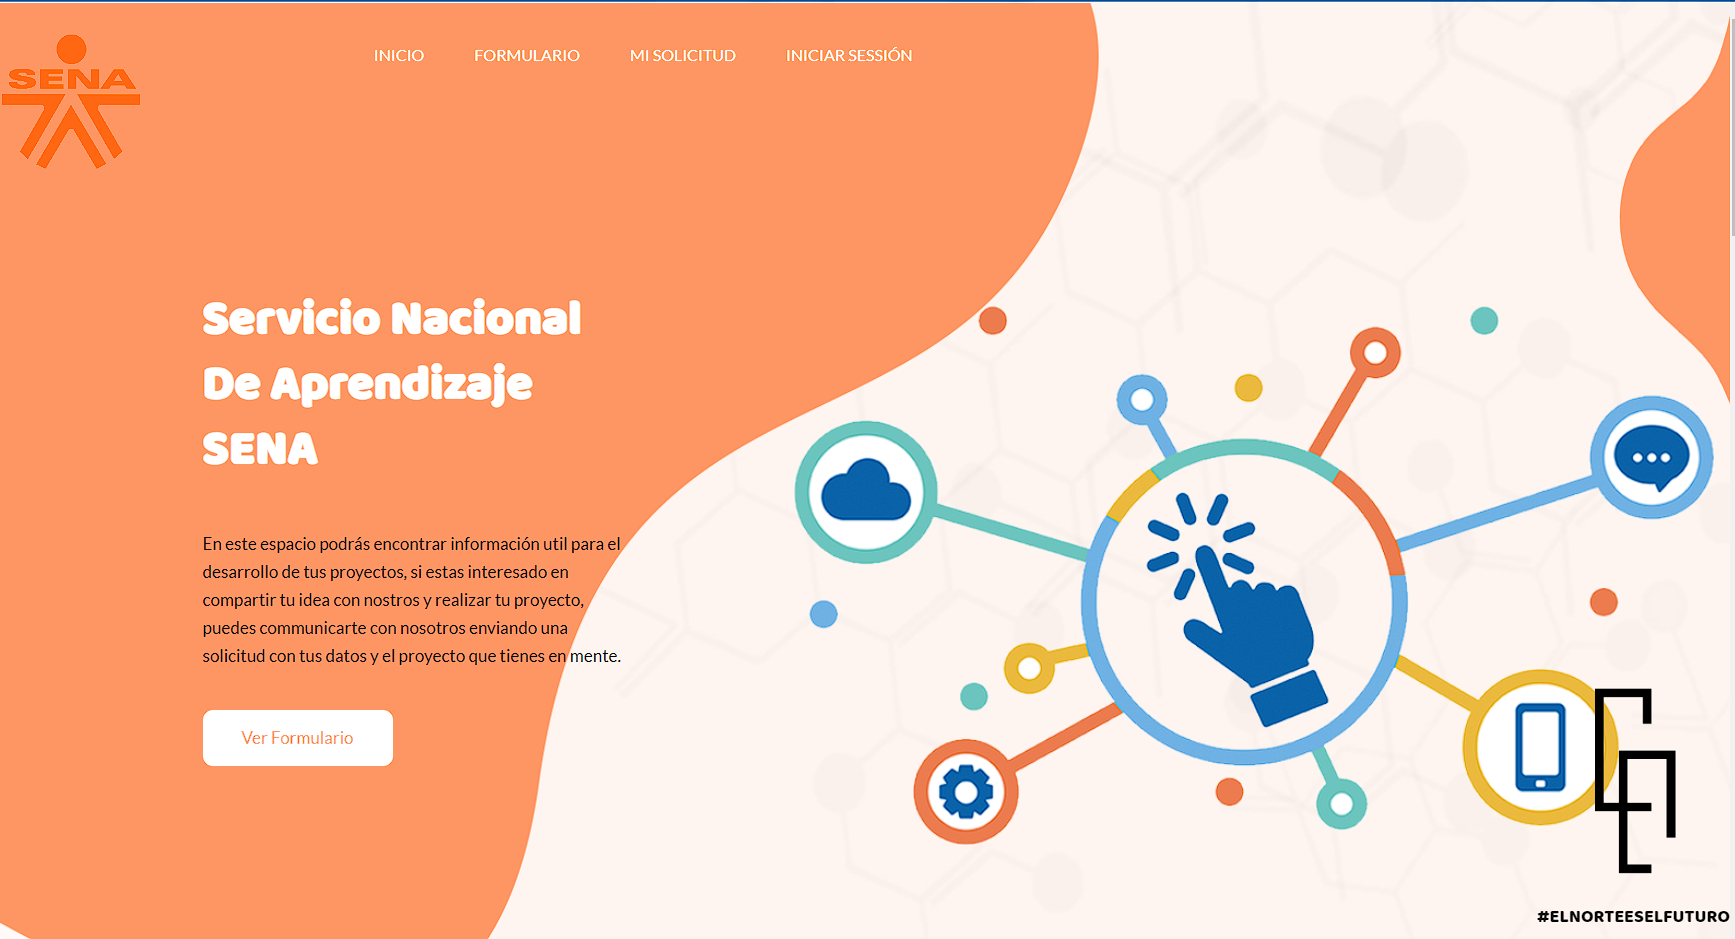 SENA
INICIO FORMULARIO MI SOLICITUD INICIAR SESSIÓN
Servicio Nacional
De Aprendizaje
SENA
En este espacio podrás encontrar información util para el
desarrollo de tus proyectos, si estas interesado en
compartir tu idea con nostros y realizar tu proyecto,
puedes communicarte con nosotros enviando una
solicitud con tus datos y el proyecto que tienes en mente.
Ver Formulario
#ELNORTEESELFUTURO